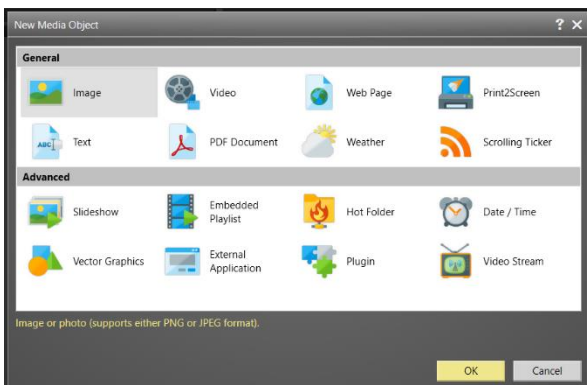 New Media Object
? ×
General
Image
Video
Web Page
Print2Screen
ABC
Text
PDF Document
Weather
Scrolling Ticker
Advanced
Slideshow
Embedded
Playlist
Hot Folder
Date / Time
Vector Graphics
External
Application
Plugin
Video Stream
Image or photo (supports either PNG or JPEG format).
OK
Cancel